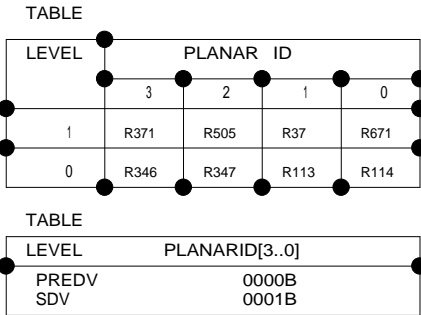 TABLE
LEVEL PLANAR ID
3 2 1 0
1 R371 R505 R37 R671
0 R346 R347 R113 R114
TABLE
LEVEL PLANARID[3..0]
PREDV 0000B
SDV 0001B